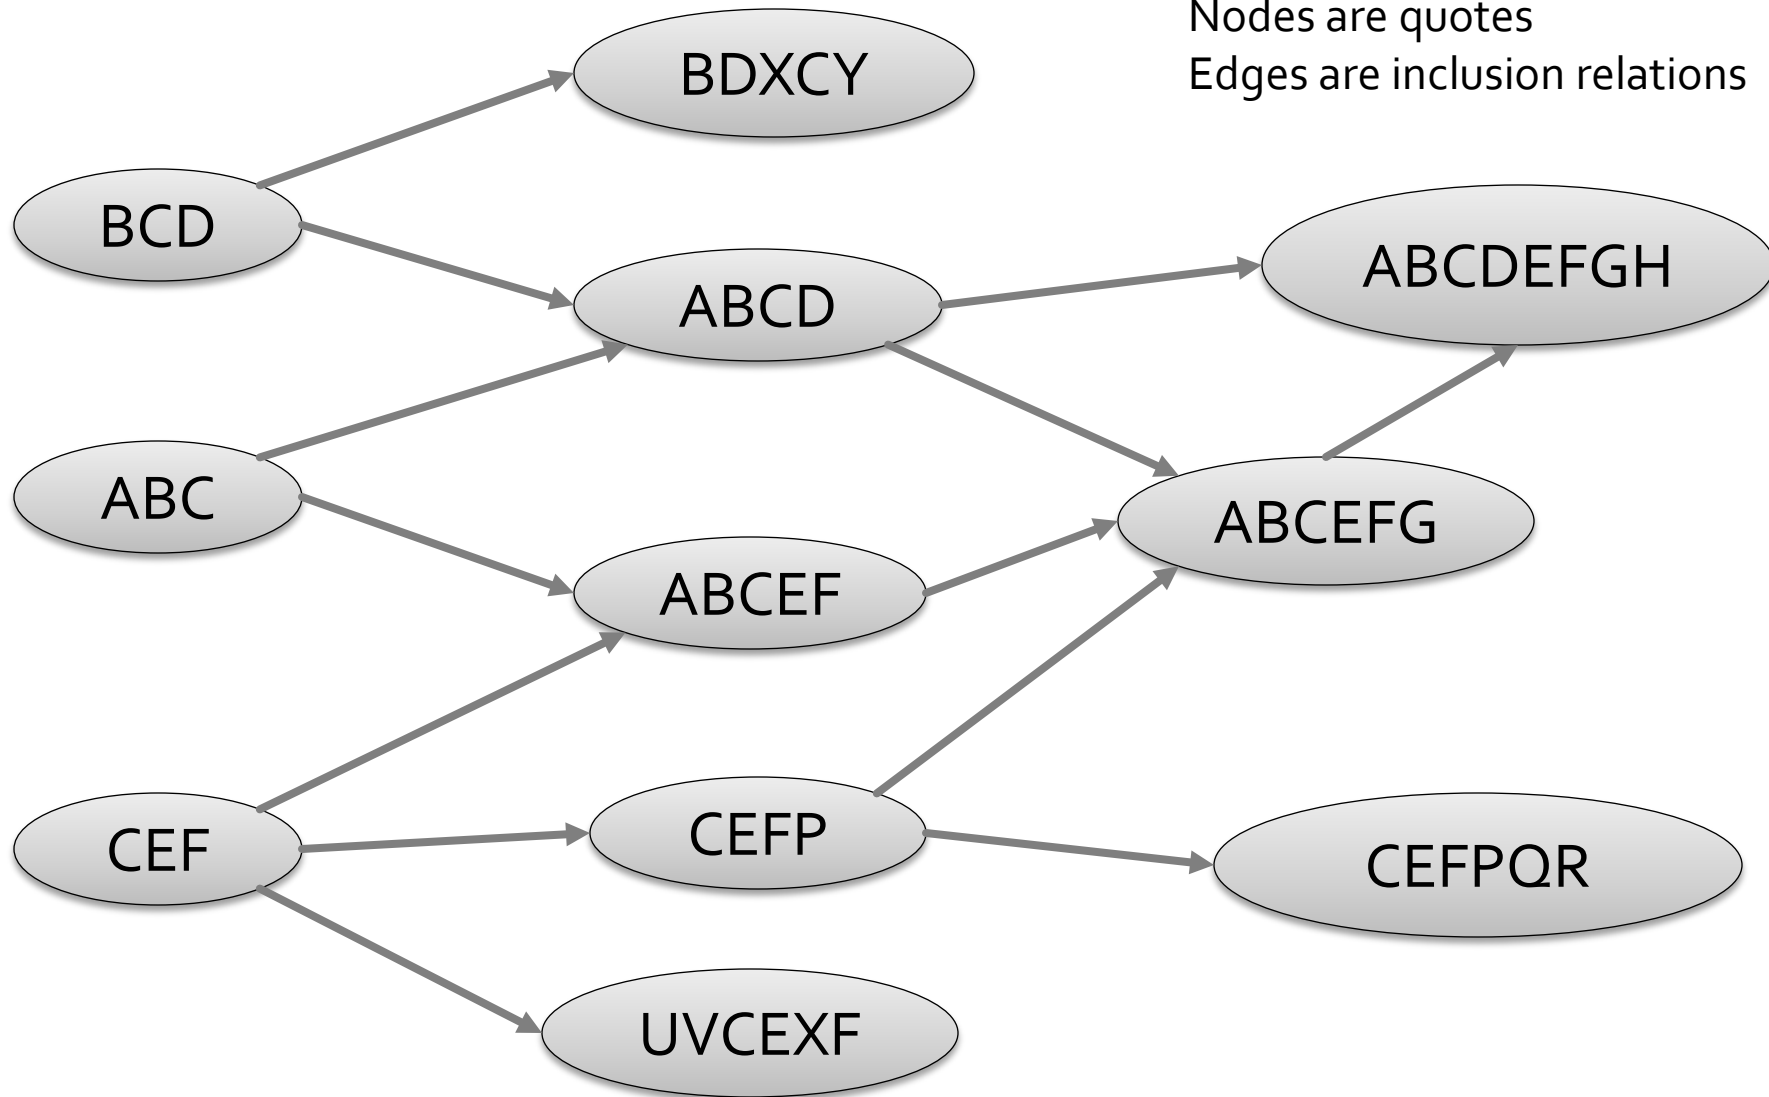 Nodes are quotes
Edges are inclusion relations
BDXCY
BCD
ABCD
ABCDEFGH
ABC
ABCEFG
ABCEF
CEF
CEFP
CEFPQR
UVCEXF